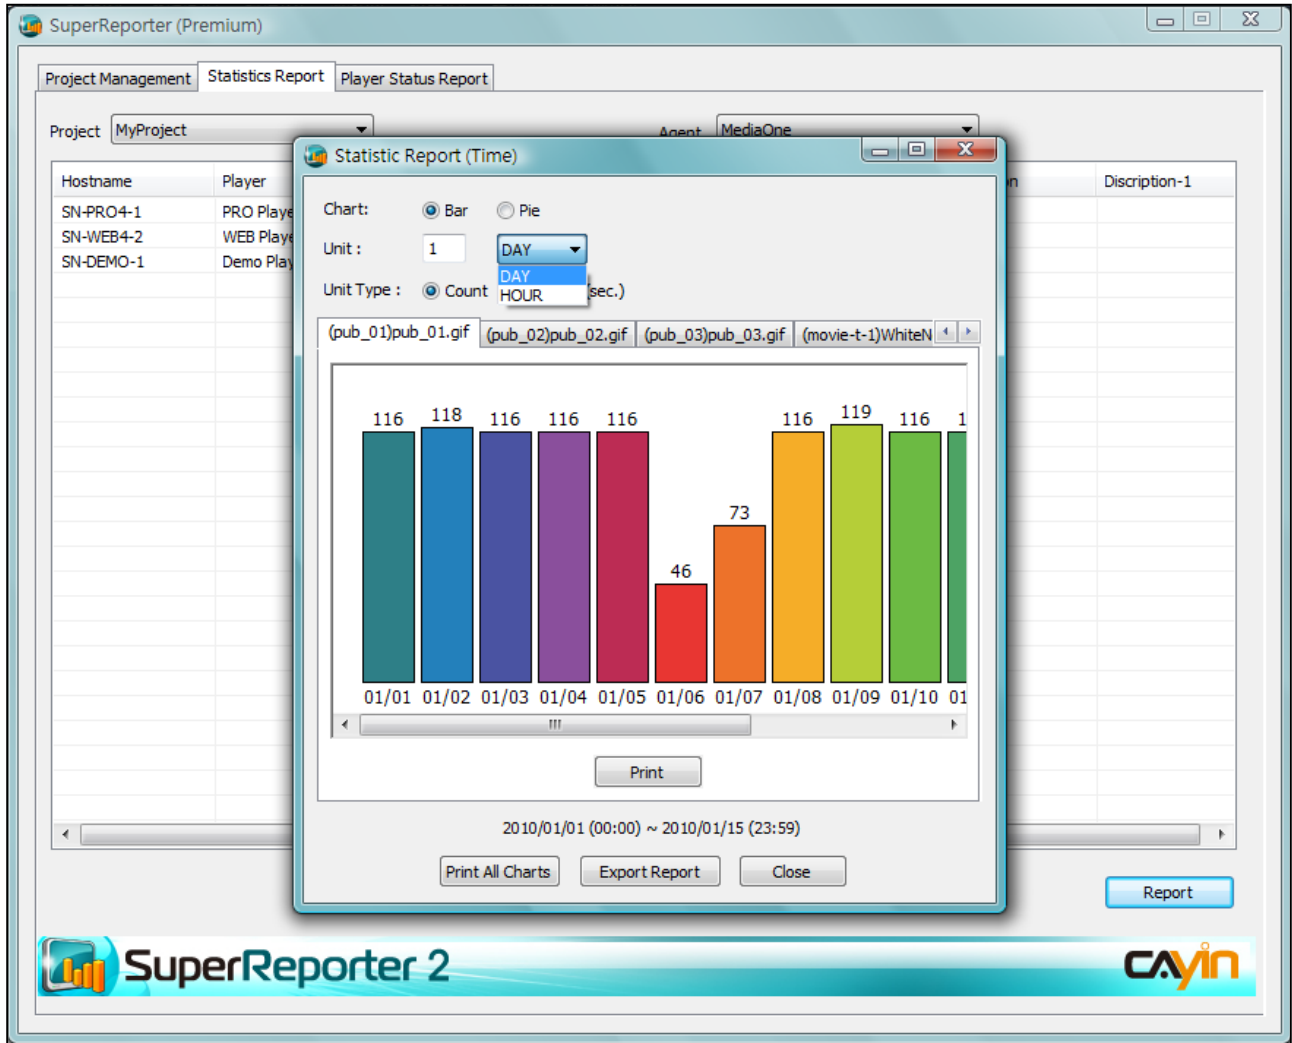 SuperReporter (Premium)
Project Management Statistics Report Player Status Report
Project MyProject Agent MediaOne
Statistic Report (Time)
Hostname Player Discription-1
SN-PRO4-1 PRO Playe
SN-WEB4-2 WEB Playe
SN-DEMO-1 Demo Play
Chart: Bar Pie
Unit : 1 DAY
DAY
Unit Type : Count HOUR (sec.)
(pub_01)pub_01.gif (pub_02)pub_02.gif (pub_03)pub_03.gif (movie-t-1)WhiteN
116 118 116 116 116 46 73 116 119 116 1
01/01 01/02 01/03 01/04 01/05 01/06 01/07 01/08 01/09 01/10 01
Print
2010/01/01 (00:00) ~ 2010/01/15 (23:59)
Print All Charts Export Report Close
Report
SuperReporter 2 CAYIN